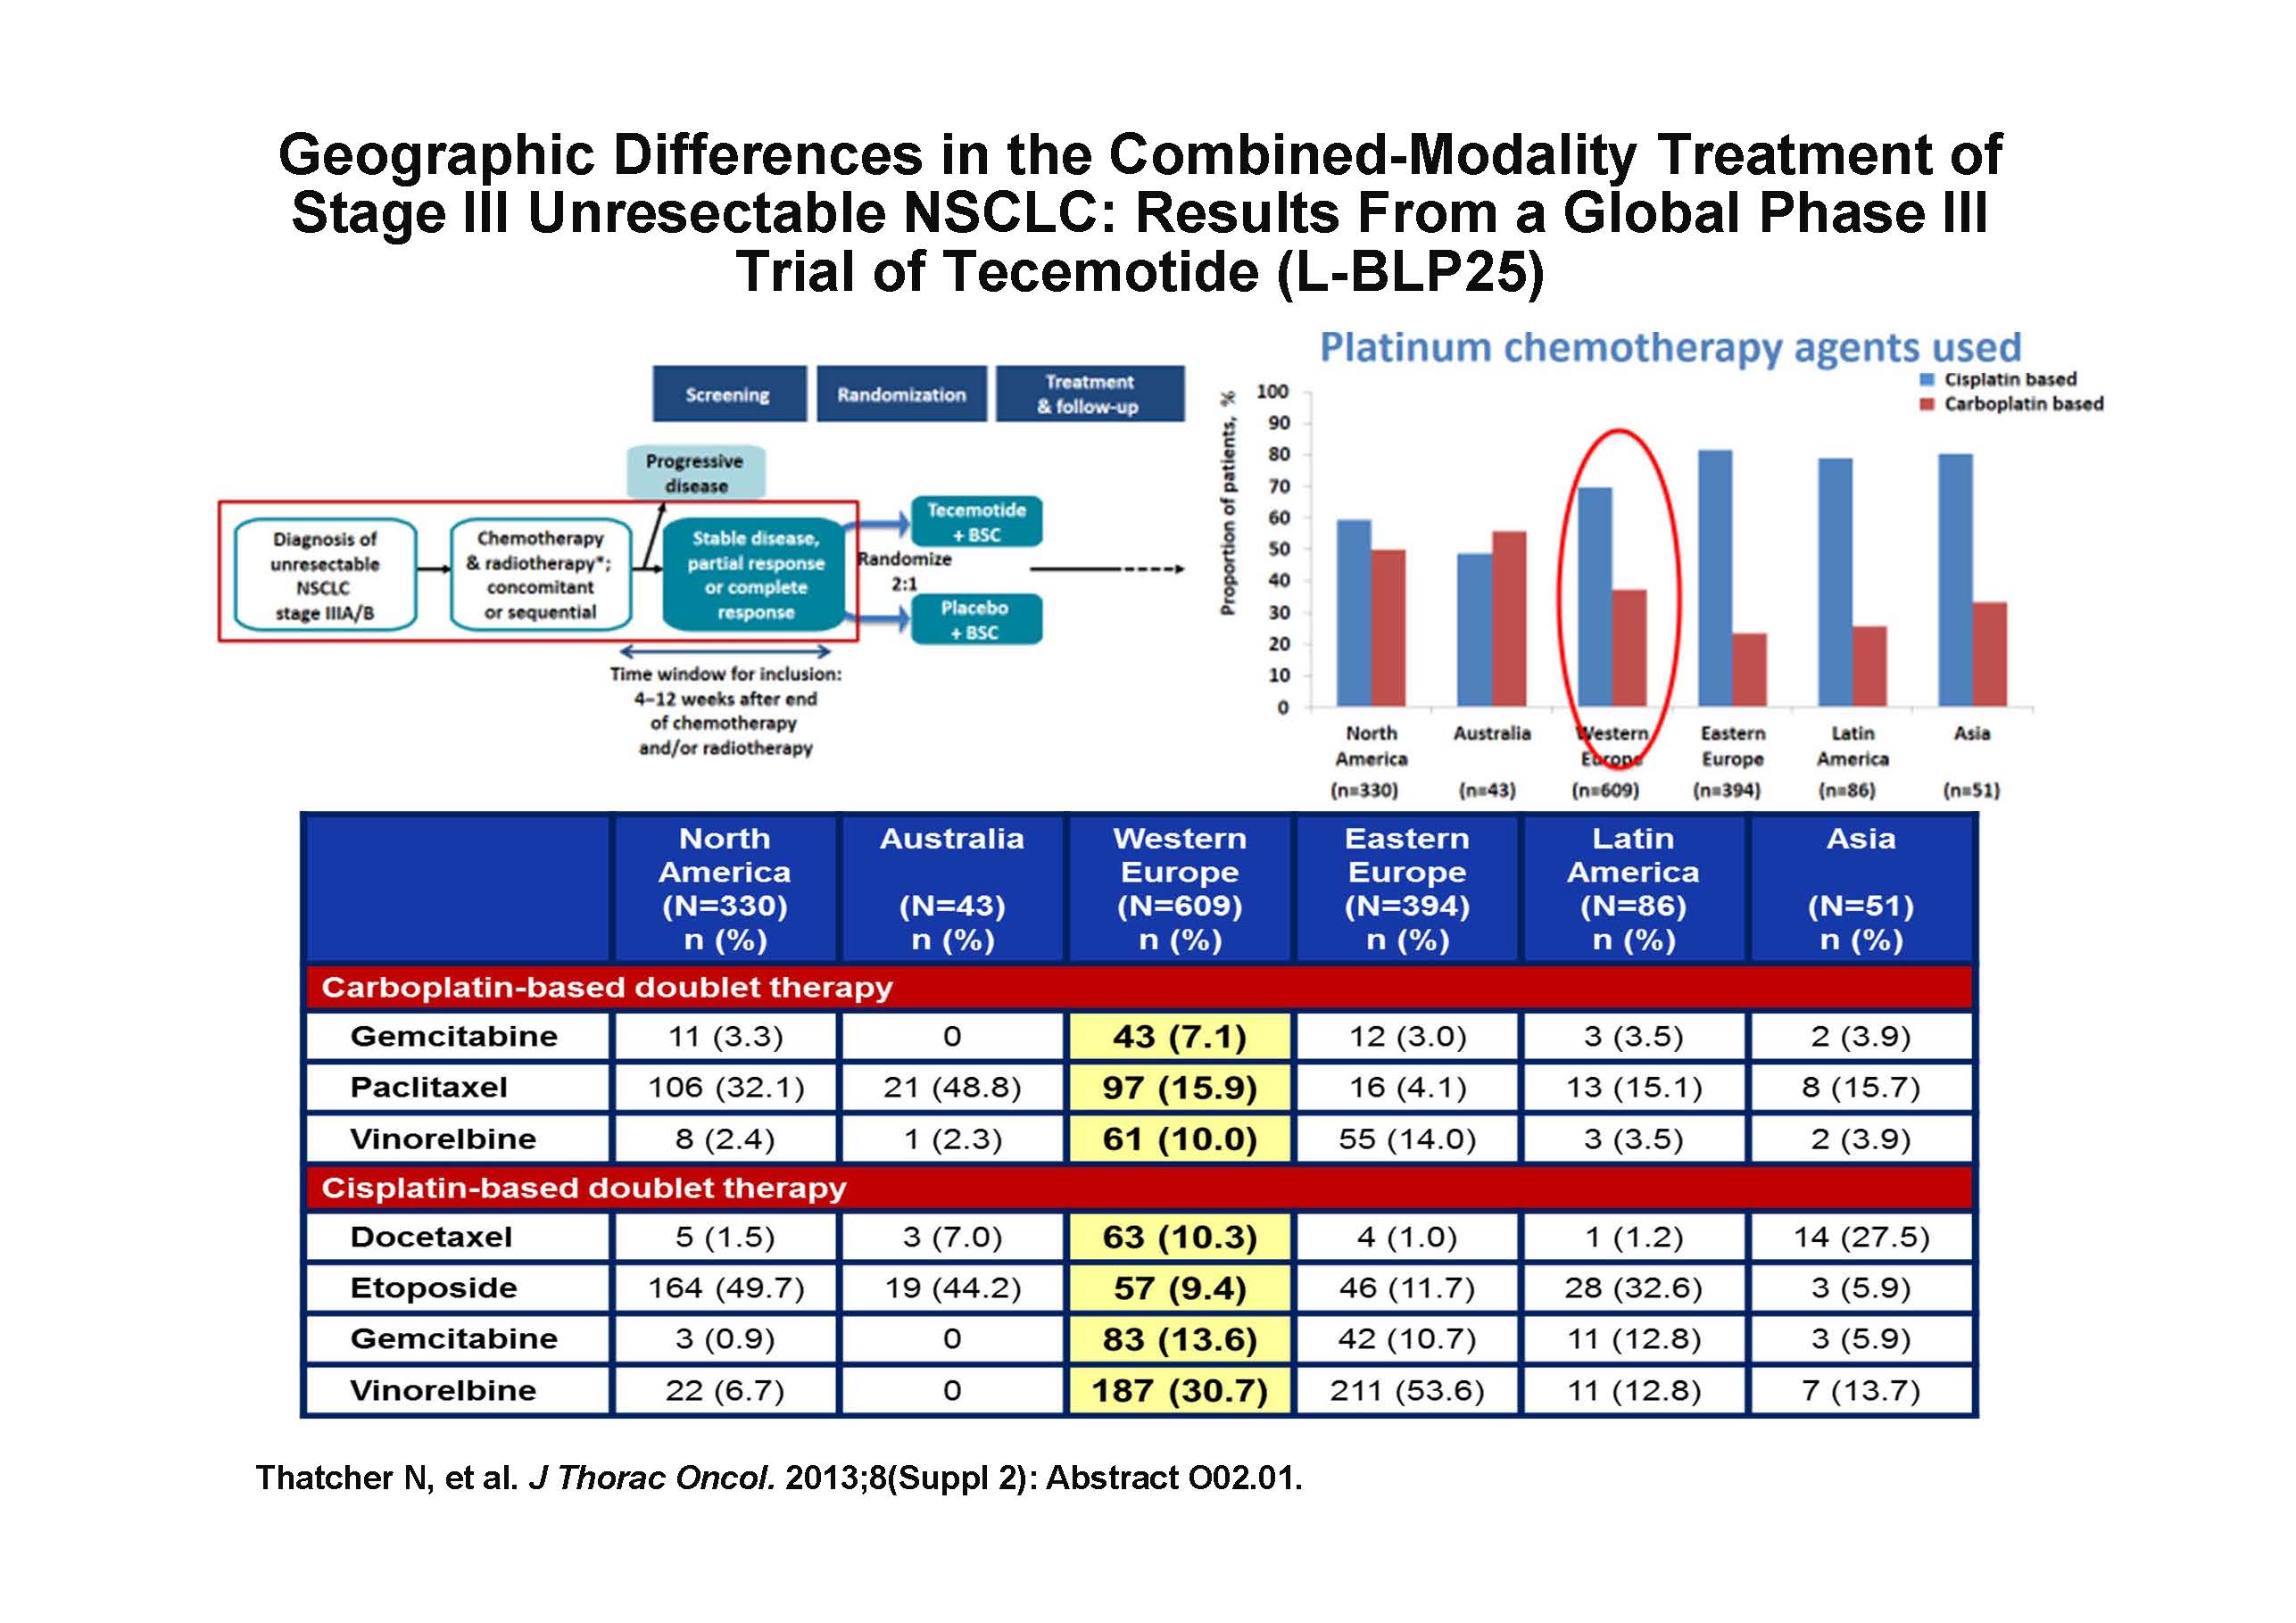 Geographic Differences in the Combined-Modality Treatment of
Stage III Unresectable NSCLC: Results From a Global Phase III
Trial of Tecemotide (L-BLP25)
Screening
Randomization
Treatment
& follow-up
Progressive
disease
Diagnosis of
unresectable
NSCLC
stage IIIA/B
Chemotherapy
& radiotherapy*;
concomitant
or sequential
Stable disease,
partial response
or complete
response
Randomize
2:1
Tecemotide
+ BSC
Placebo
+ BSC
Time window for inclusion:
4–12 weeks after end
of chemotherapy
and/or radiotherapy
Platinum chemotherapy agents used
Cisplatin based
Carboplatin based
Proportion of patients, %
100
90
80
70
60
50
40
30
20
10
0
North
America
(n=330)
Australia
(n=43)
Western
Europe
(n=609)
Eastern
Europe
(n=394)
Latin
America
(n=86)
Asia
(n=51)
North America (N=330) n (%)
Australia (N=43) n (%)
Western Europe (N=609) n (%)
Eastern Europe (N=394) n (%)
Latin America (N=86) n (%)
Asia (N=51) n (%)
Carboplatin-based doublet therapy
Gemcitabine 11 (3.3) 0 43 (7.1) 12 (3.0) 3 (3.5) 2 (3.9)
Paclitaxel 106 (32.1) 21 (48.8) 97 (15.9) 16 (4.1) 13 (15.1) 8 (15.7)
Vinorelbine 8 (2.4) 1 (2.3) 61 (10.0) 55 (14.0) 3 (3.5) 2 (3.9)
Cisplatin-based doublet therapy
Docetaxel 5 (1.5) 3 (7.0) 63 (10.3) 4 (1.0) 1 (1.2) 14 (27.5)
Etoposide 164 (49.7) 19 (44.2) 57 (9.4) 46 (11.7) 28 (32.6) 3 (5.9)
Gemcitabine 3 (0.9) 0 83 (13.6) 42 (10.7) 11 (12.8) 3 (5.9)
Vinorelbine 22 (6.7) 0 187 (30.7) 211 (53.6) 11 (12.8) 7 (13.7)
Thatcher N, et al. J Thorac Oncol. 2013;8(Suppl 2): Abstract O02.01.